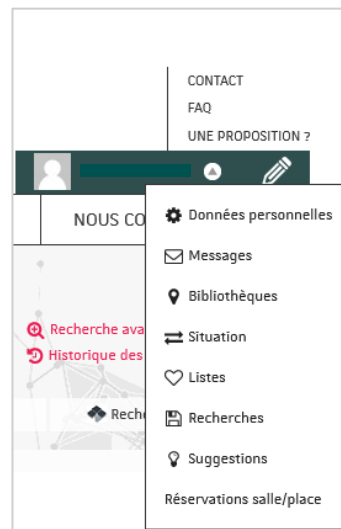 CONTACT
FAQ
UNE PROPOSITION ?
NOUS CO
Données personnelles
Messages
Bibliothèques
Recherche ava
Situation
Historique des
Listes
Reche
Recherches
Suggestions
Réservations salle/place